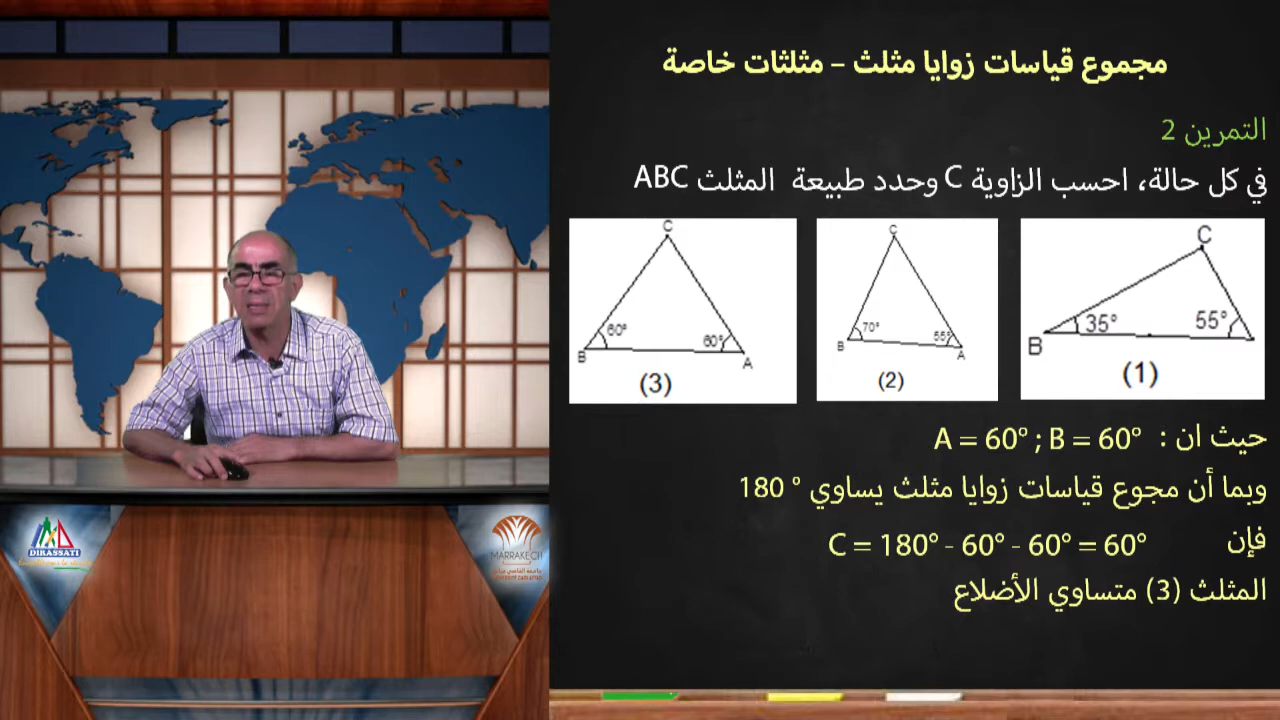 مجموع قياسات زوايا مثلث – مثلثات خاصة
التمرين 2
في كل حالة، احسب الزاوية C وحدد طبيعة المثلث ABC
C
60°
60°
B
A
(3)
C
70°
55°
B
A
(2)
C
35°
55°
B
(1)
حيث ان : A = 60° ; B = 60°
وبما أن مجوع قياسات زوايا مثلث يساوي 180 °
فإن C = 180° - 60° - 60° = 60°
المثلث (3) متساوي الأضلاع
DIRASSATI
MARRAKECH